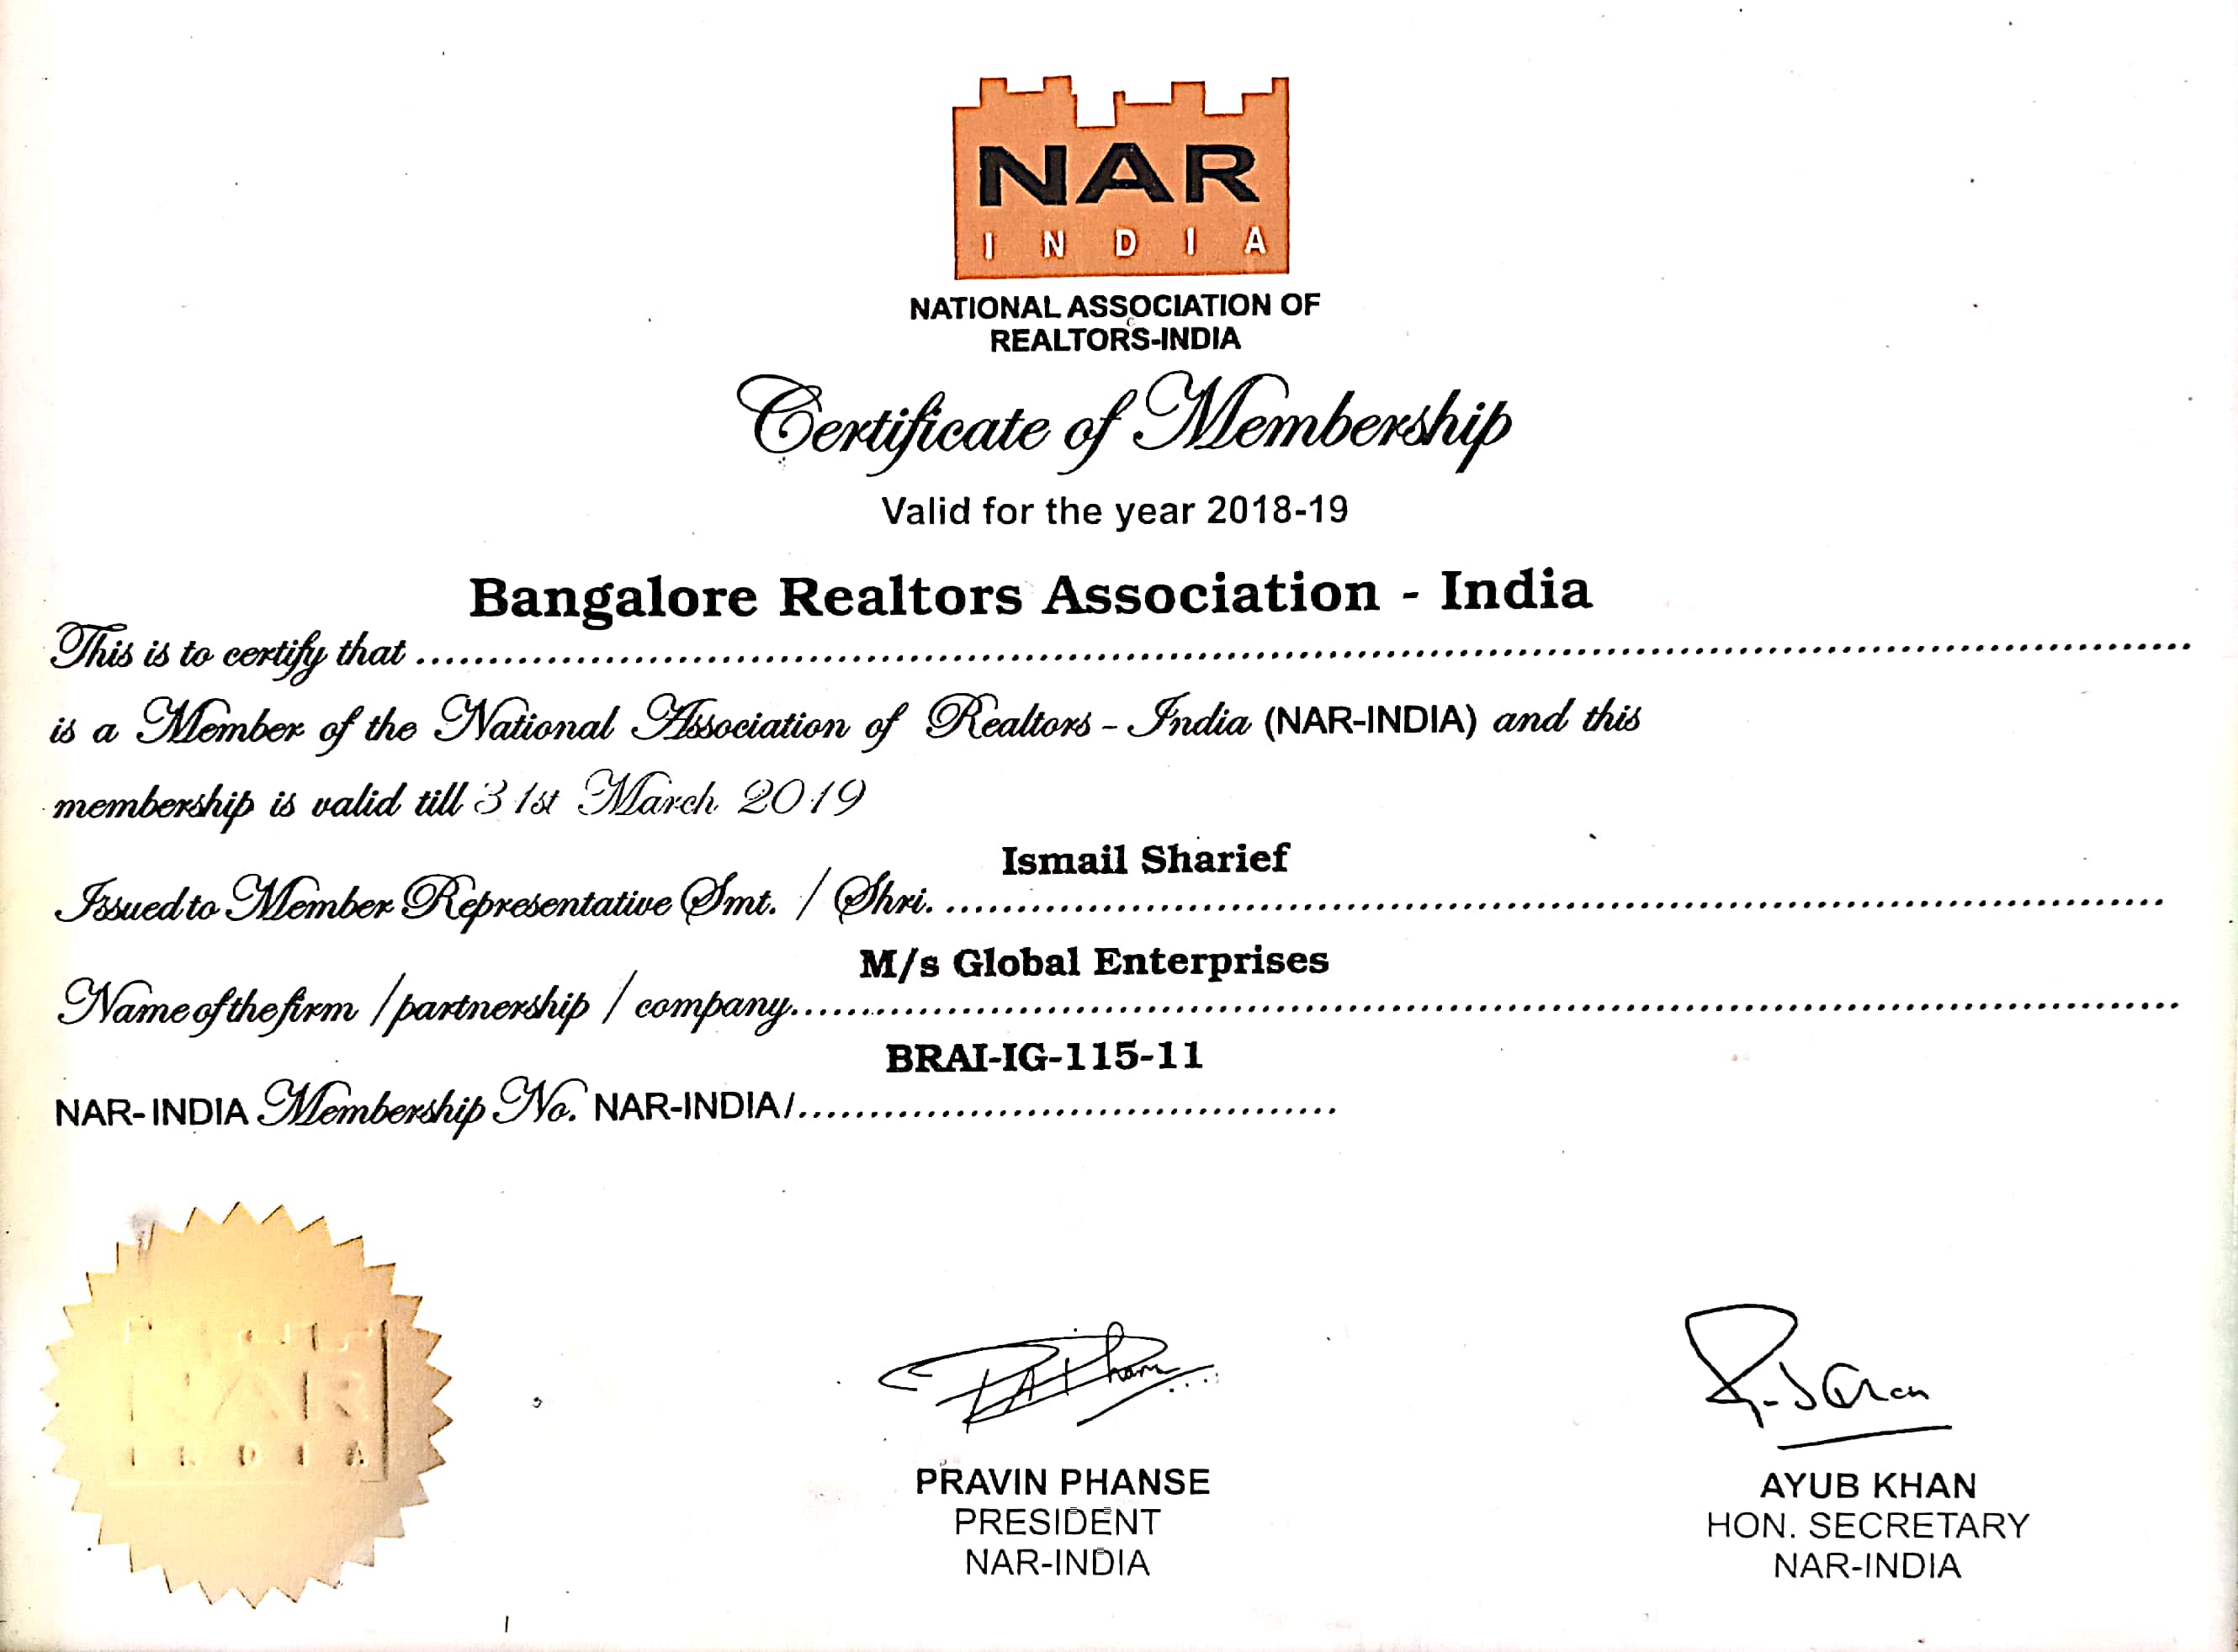 NAR
INDIA
NATIONAL ASSOCIATION OF
REALTORS-INDIA
Certificate of Membership
Valid for the year 2018-19
Bangalore Realtors Association - India
This is to certify that
is a Member of the National Association of Realtors - India (NAR-INDIA) and this
membership is valid till 31st March 2019
Ismail Sharief
Issued to Member Representative Smt. / Shri.
M/s Global Enterprises
Name of the firm / partnership / company
BRAI-IG-115-11
NAR-INDIA Membership No. NAR-INDIA/
NAR
INDIA
PRAVIN PHANSE
PRESIDENT
NAR-INDIA
AYUB KHAN
HON. SECRETARY
NAR-INDIA